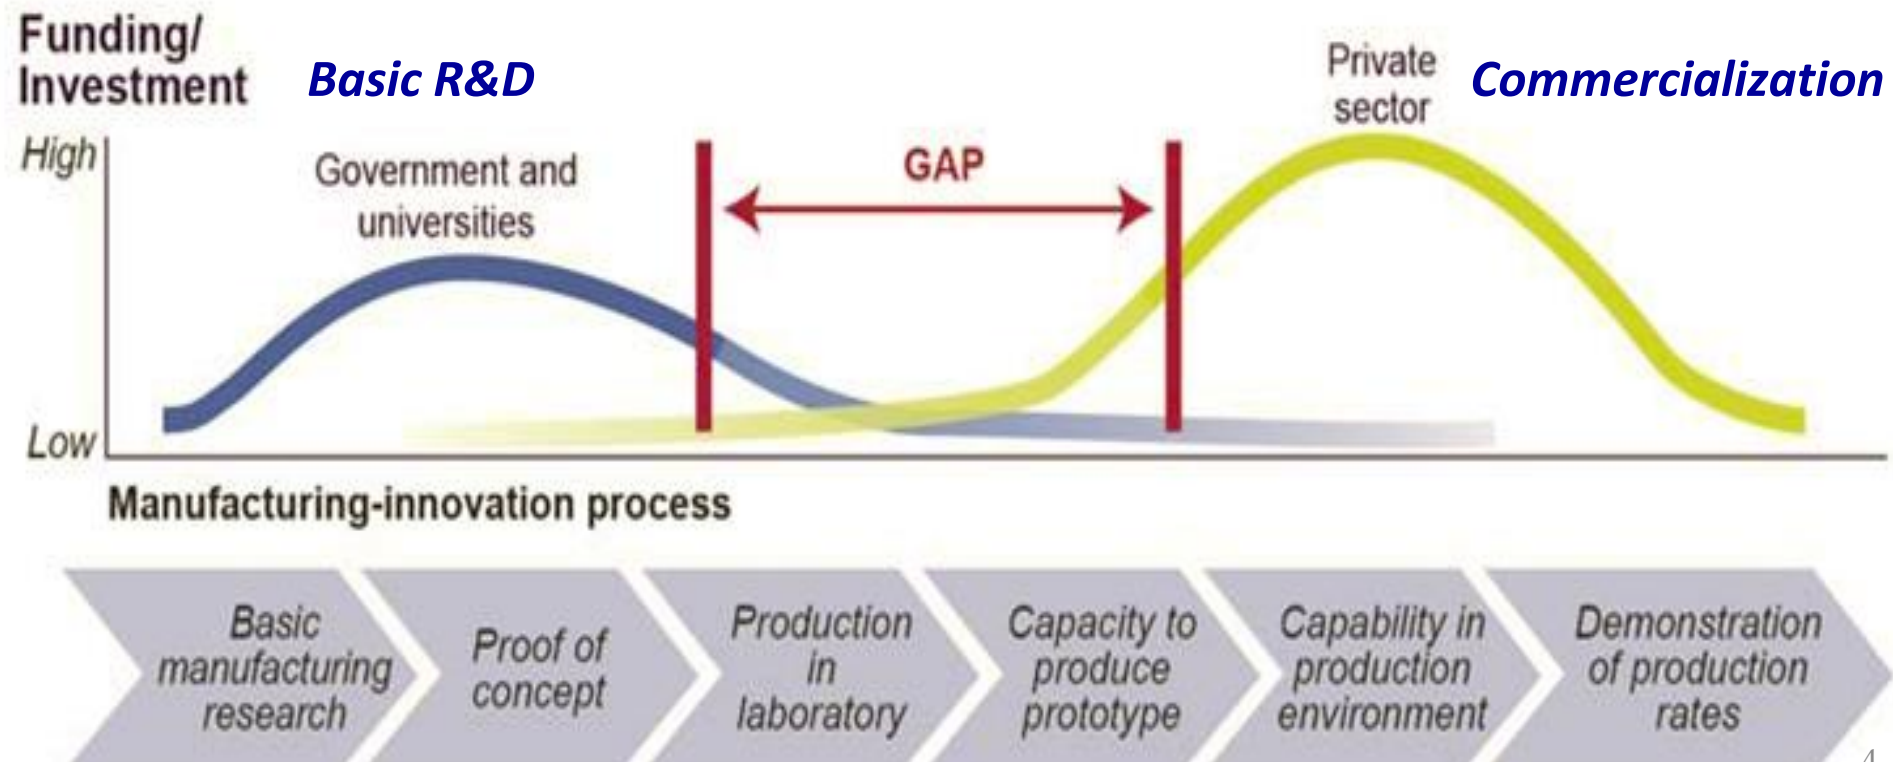 Funding/
Investment
Basic R&D
Private
sector
Commercialization
High
Government and
universities
GAP
Low
Manufacturing-innovation process
Basic
manufacturing
research
Proof of
concept
Production
in
laboratory
Capacity to
produce
prototype
Capability in
production
environment
Demonstration
of production
rates
4